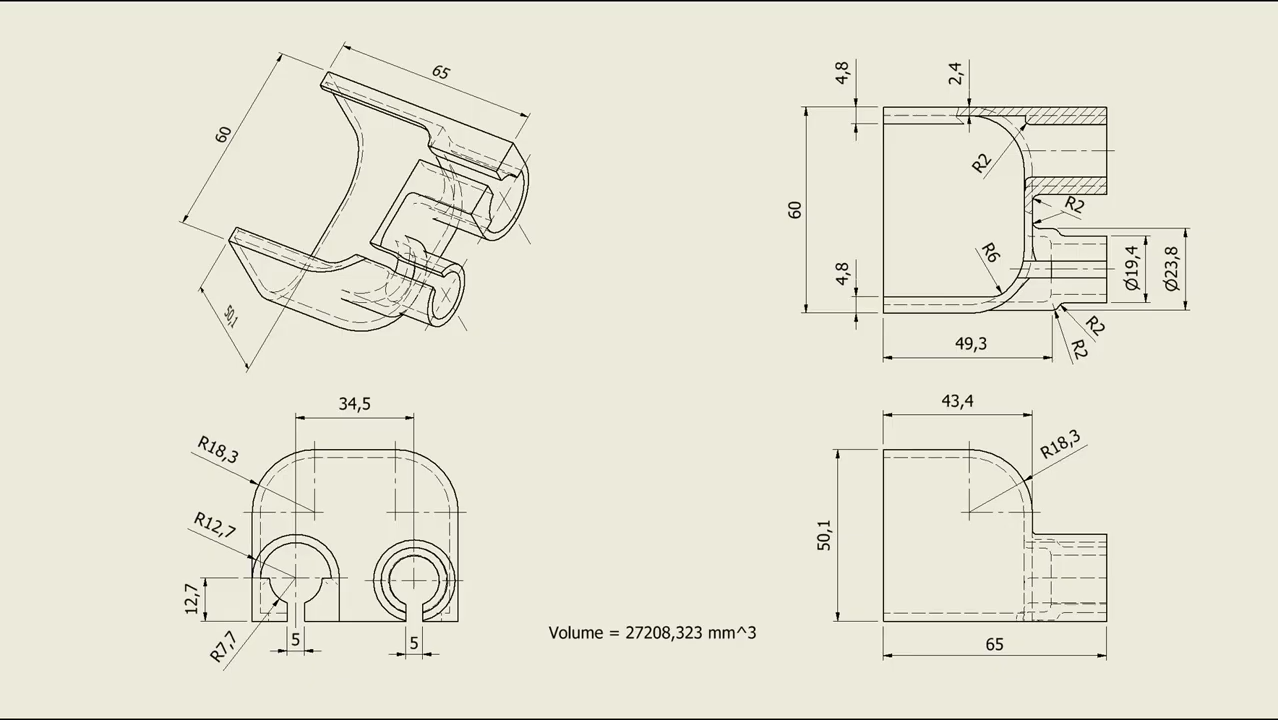 65
60
50,1
4,8
2,4
R2
60
R2
R6
4,8
Ø19,4
Ø23,8
R2
R2
49,3
34,5
R18,3
R12,7
12,7
R7,7
5
5
Volume = 27208,323 mm^3
43,4
R18,3
50,1
65